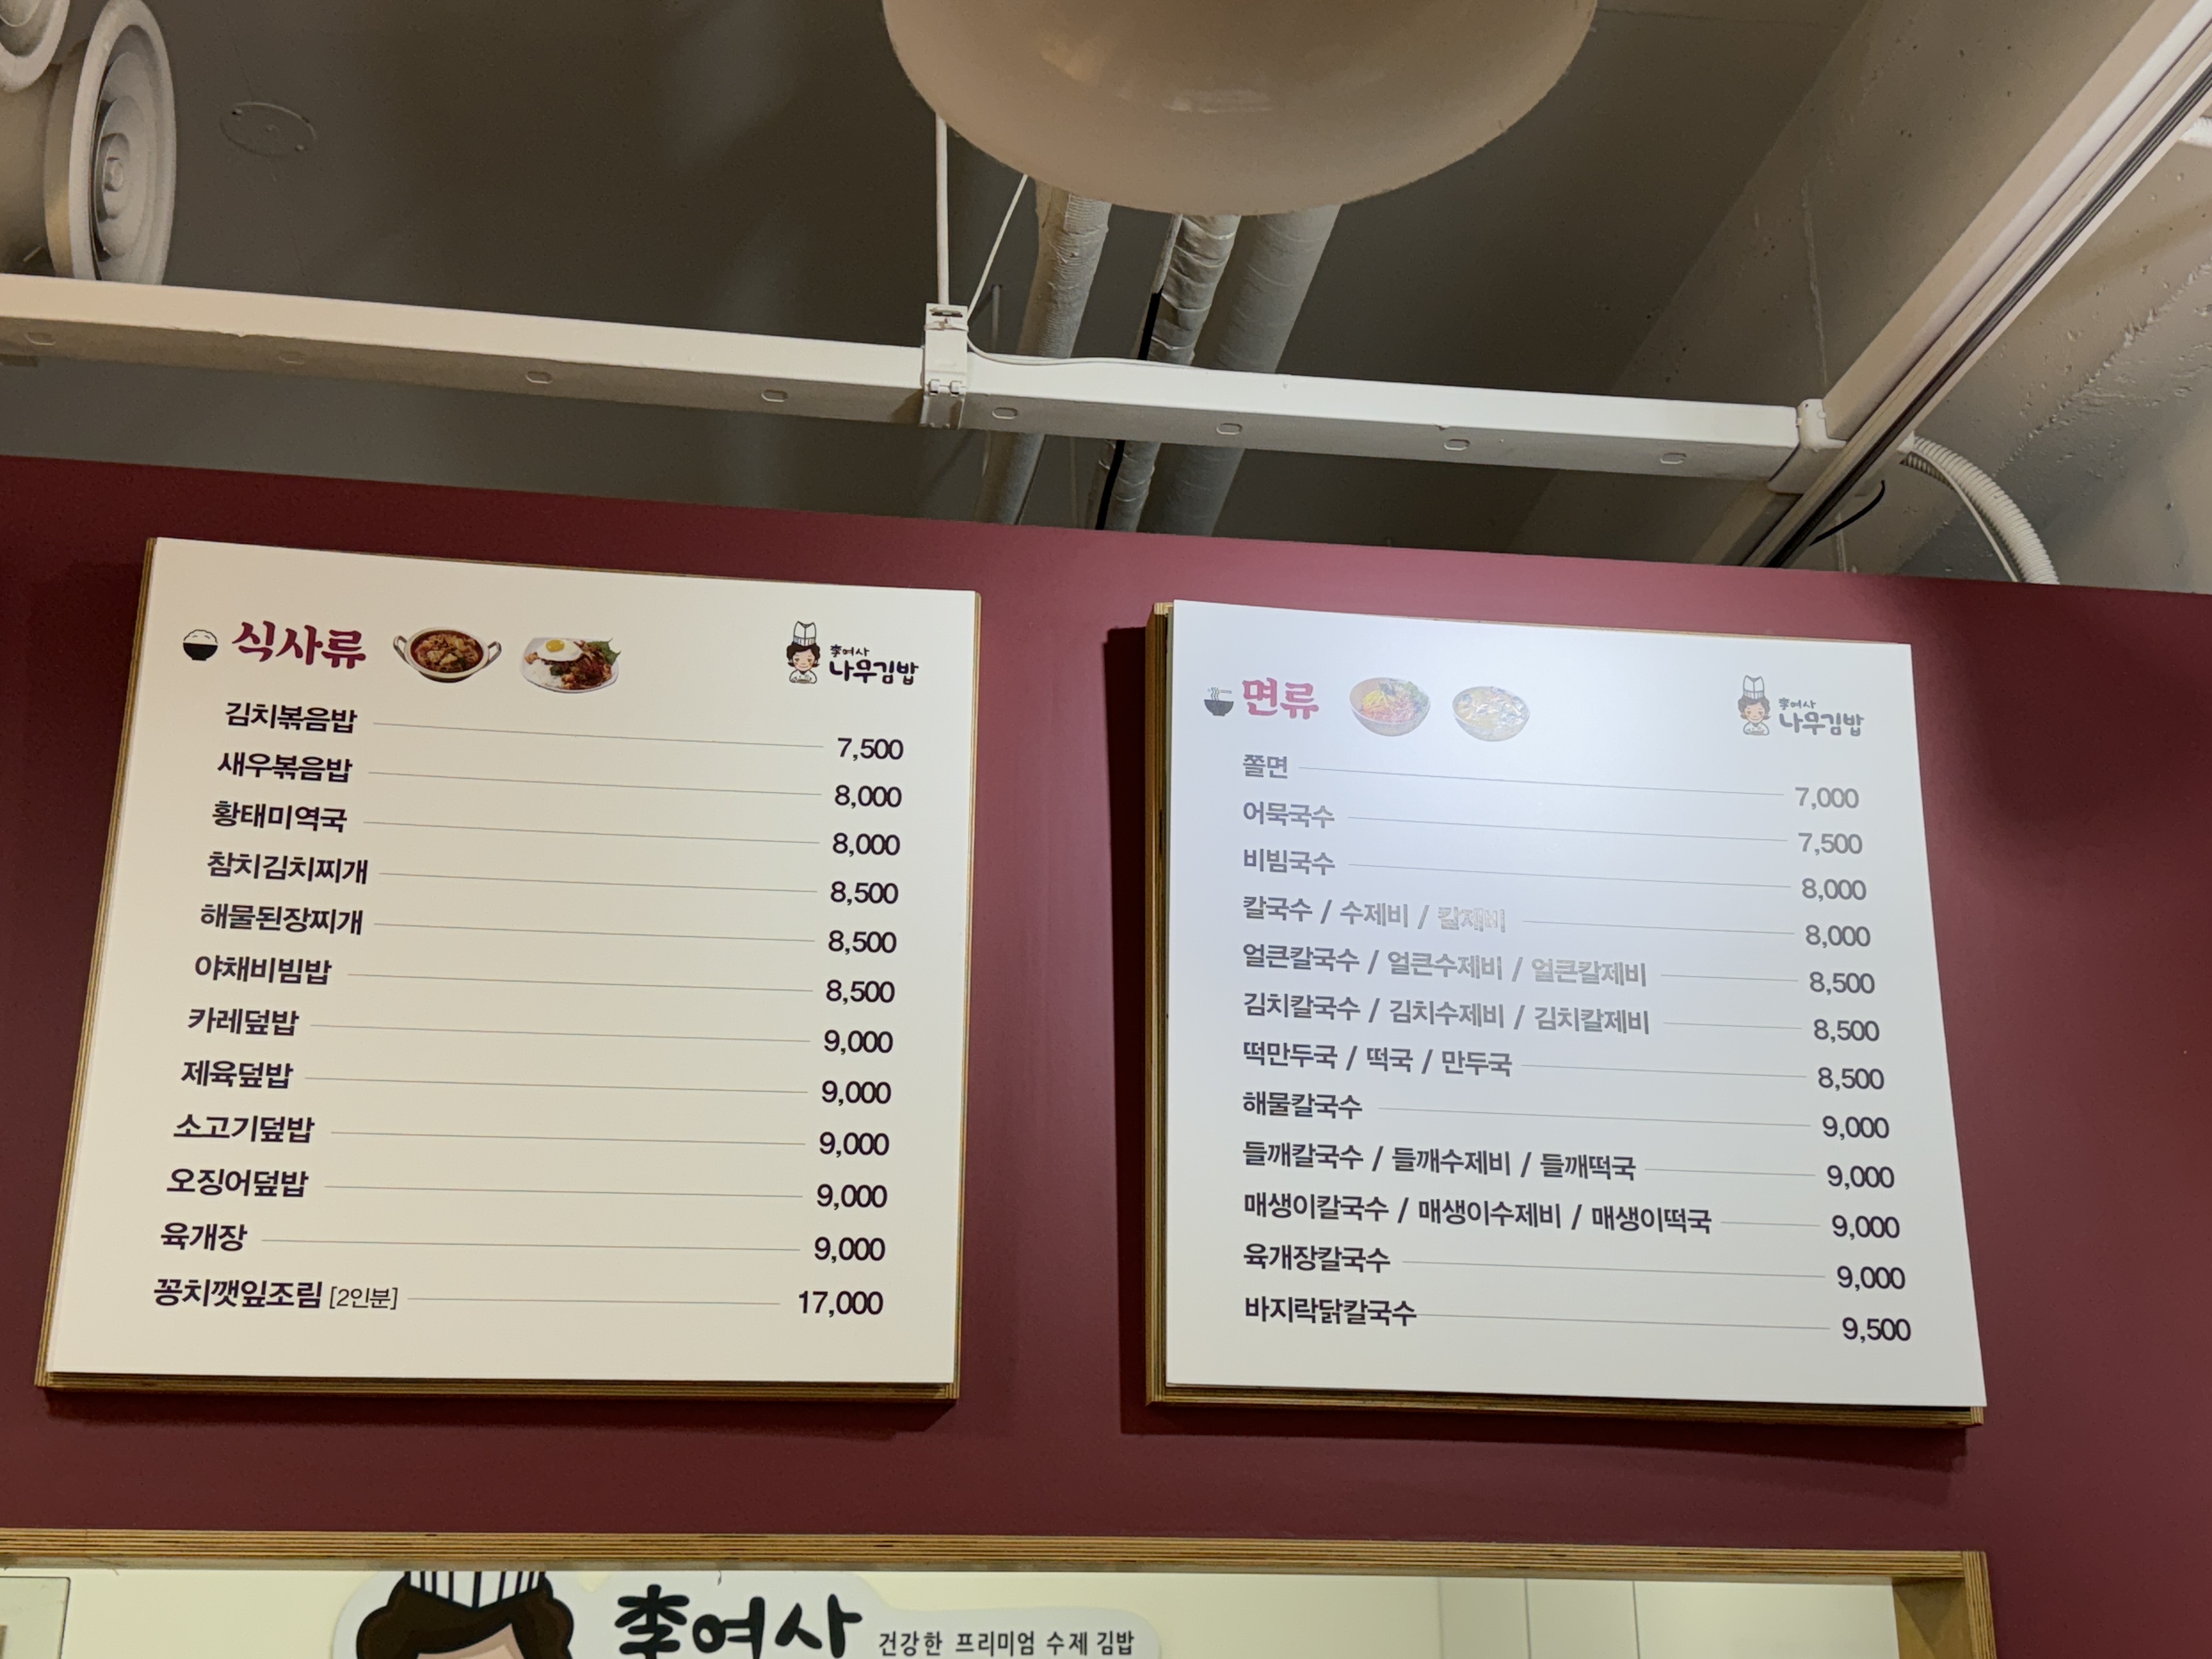 식사류
李여사
나무김밥
김치볶음밥 7,500
새우볶음밥 8,000
황태미역국 8,000
참치김치찌개 8,500
해물된장찌개 8,500
야채비빔밥 8,500
카레덮밥 9,000
제육덮밥 9,000
소고기덮밥 9,000
오징어덮밥 9,000
육개장 9,000
꽁치깻잎조림 [2인분] 17,000
면류
李여사
나무김밥
쫄면 7,000
어묵국수 7,500
비빔국수 8,000
칼국수 / 수제비 / 칼제비 8,000
얼큰칼국수 / 얼큰수제비 / 얼큰칼제비 8,500
김치칼국수 / 김치수제비 / 김치칼제비 8,500
떡만두국 / 떡국 / 만두국 8,500
해물칼국수 9,000
들깨칼국수 / 들깨수제비 / 들깨떡국 9,000
매생이칼국수 / 매생이수제비 / 매생이떡국 9,000
육개장칼국수 9,000
바지락닭칼국수 9,500
李여사 건강한 프리미엄 수제 김밥